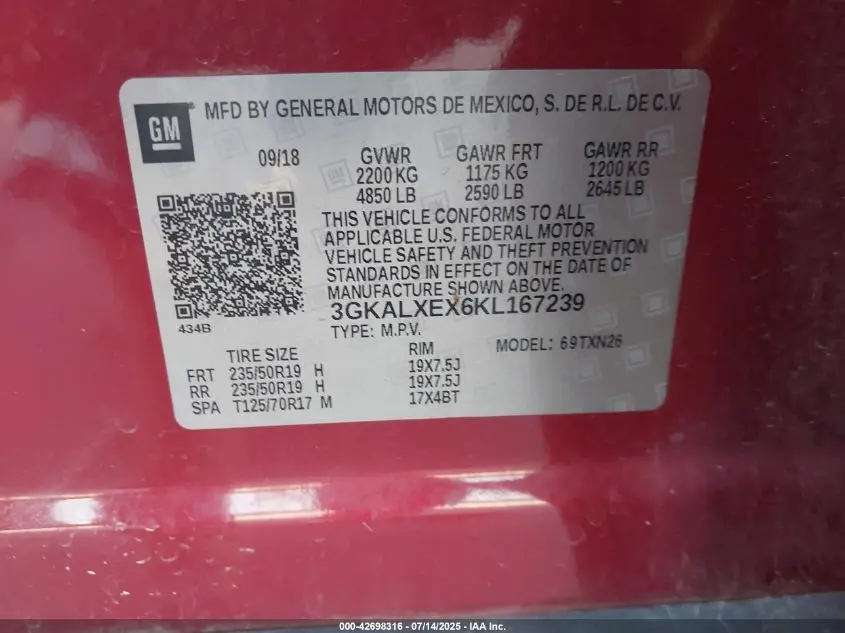 GM
MFD BY GENERAL MOTORS DE MEXICO, S. DE R.L. DE C.V.
09/18 GVWR GAWR FRT GAWR RR
2200 KG 1175 KG 1200 KG
4850 LB 2590 LB 2645 LB
THIS VEHICLE CONFORMS TO ALL
APPLICABLE U.S. FEDERAL MOTOR
VEHICLE SAFETY AND THEFT PREVENTION
STANDARDS IN EFFECT ON THE DATE OF
MANUFACTURE SHOWN ABOVE.
3GKALXEX6KL167239
434B
TYPE: M.P.V.
TIRE SIZE RIM MODEL: 69TXN26
FRT 235/50R19 H 19X7.5J
RR 235/50R19 H 19X7.5J
SPA T125/70R17 M 17X4BT
000-42698316 - 07/14/2025 - IAA Inc.